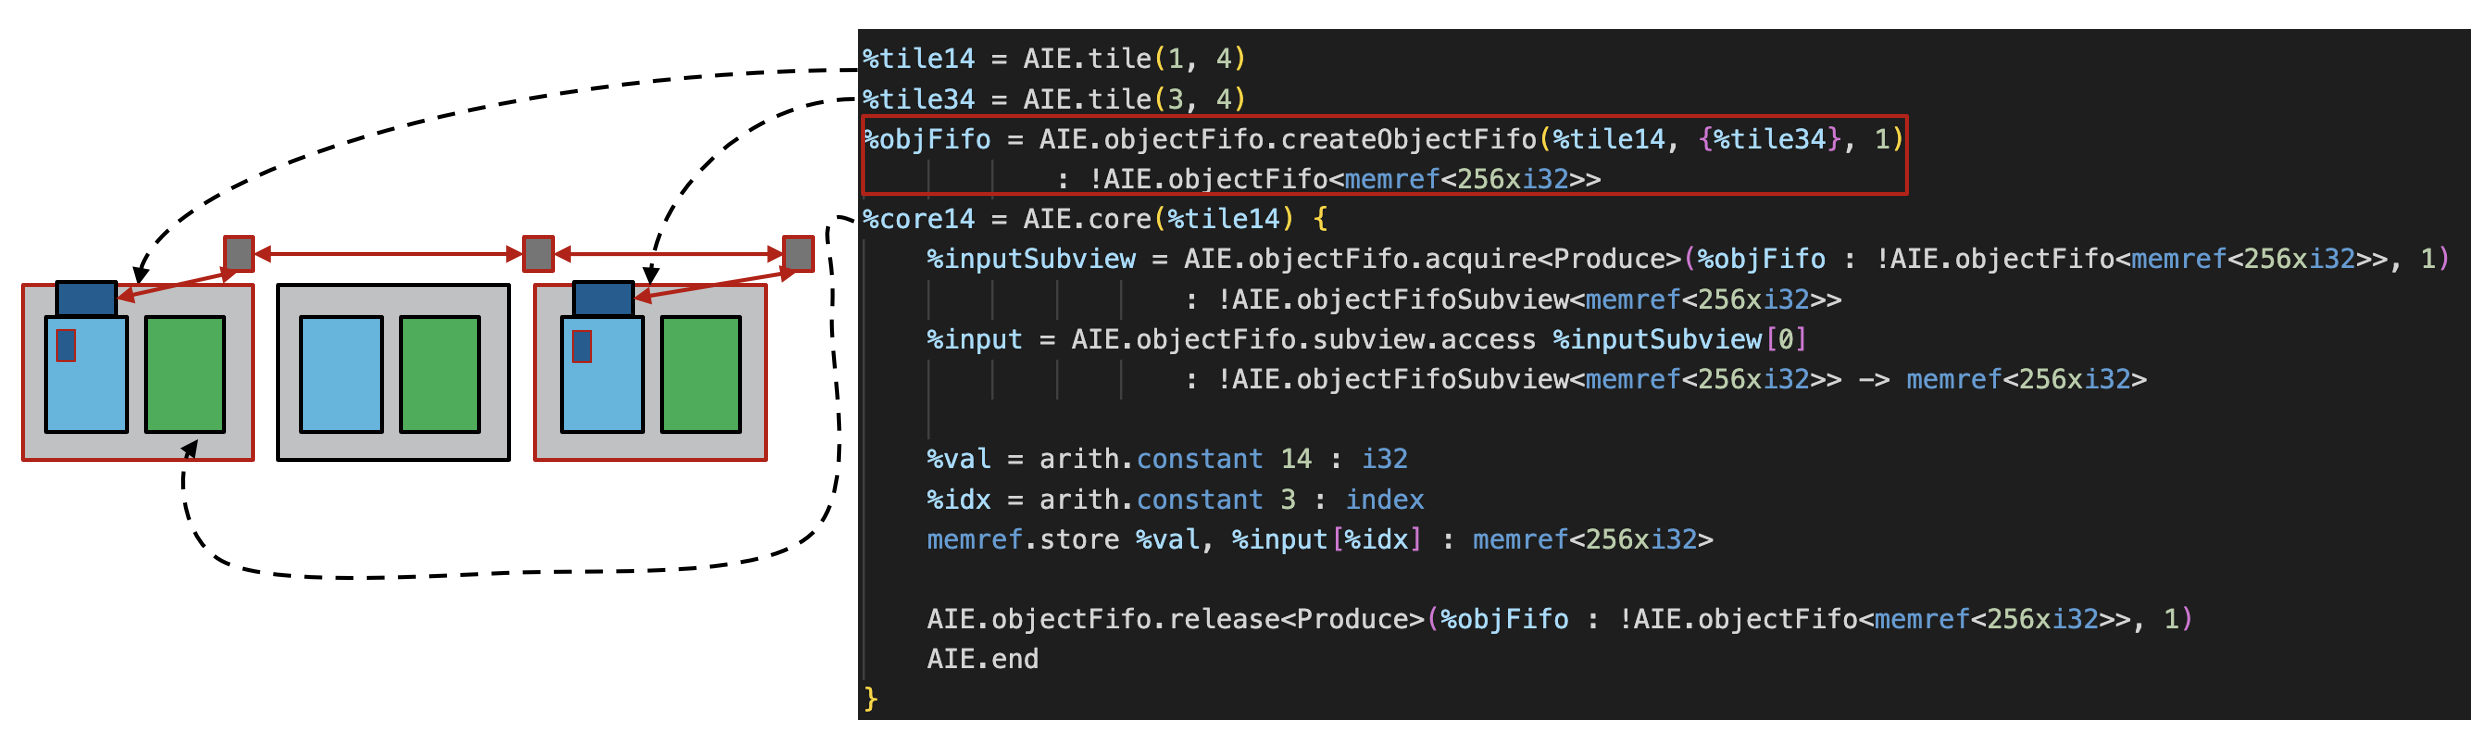 %tile14 = AIE.tile(1, 4)
%tile34 = AIE.tile(3, 4)
%objFifo = AIE.objectFifo.createObjectFifo(%tile14, {%tile34}, 1)
: !AIE.objectFifo<memref<256xi32>>
%core14 = AIE.core(%tile14) {
%inputSubview = AIE.objectFifo.acquire<Produce>(%objFifo : !AIE.objectFifo<memref<256xi32>>, 1)
: !AIE.objectFifoSubview<memref<256xi32>>
%input = AIE.objectFifo.subview.access %inputSubview[0]
: !AIE.objectFifoSubview<memref<256xi32>> -> memref<256xi32>
%val = arith.constant 14 : i32
%idx = arith.constant 3 : index
memref.store %val, %input[%idx] : memref<256xi32>
AIE.objectFifo.release<Produce>(%objFifo : !AIE.objectFifo<memref<256xi32>>, 1)
AIE.end
}